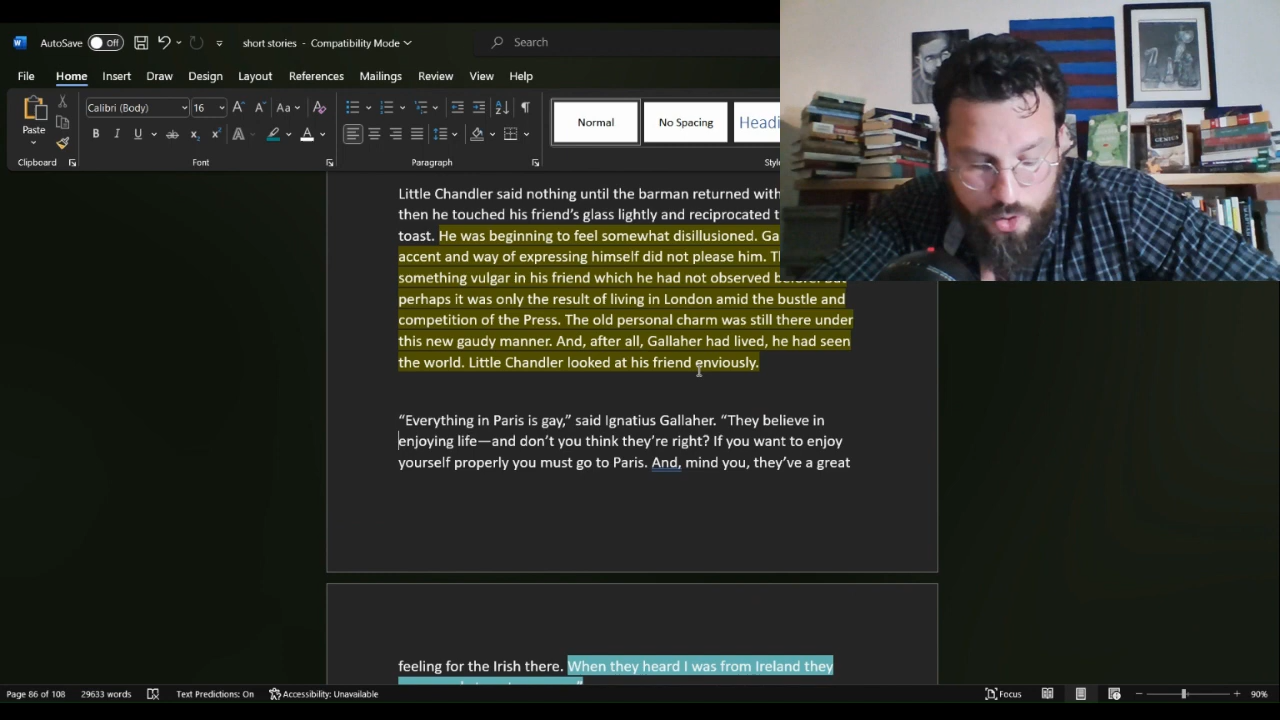 AutoSave Off short stories - Compatibility Mode Search
File Home Insert Draw Design Layout References Mailings Review View Help
Paste Calibri (Body) 16 Aa Normal No Spacing Headi
B I U ab A A
Clipboard Font Paragraph Style
Little Chandler said nothing until the barman returned with
then he touched his friend’s glass lightly and reciprocated t
toast. He was beginning to feel somewhat disillusioned. Ga
accent and way of expressing himself did not please him. Th
something vulgar in his friend which he had not observed
perhaps it was only the result of living in London amid the bustle and
competition of the Press. The old personal charm was still there under
this new gaudy manner. And, after all, Gallaher had lived, he had seen
the world. Little Chandler looked at his friend enviously.
“Everything in Paris is gay,” said Ignatius Gallaher. “They believe in
enjoying life—and don’t you think they’re right? If you want to enjoy
yourself properly you must go to Paris. And, mind you, they’ve a great
feeling for the Irish there. When they heard I was from Ireland they
Page 86 of 108 29633 words Text Predictions: On Accessibility: Unavailable Focus 90%